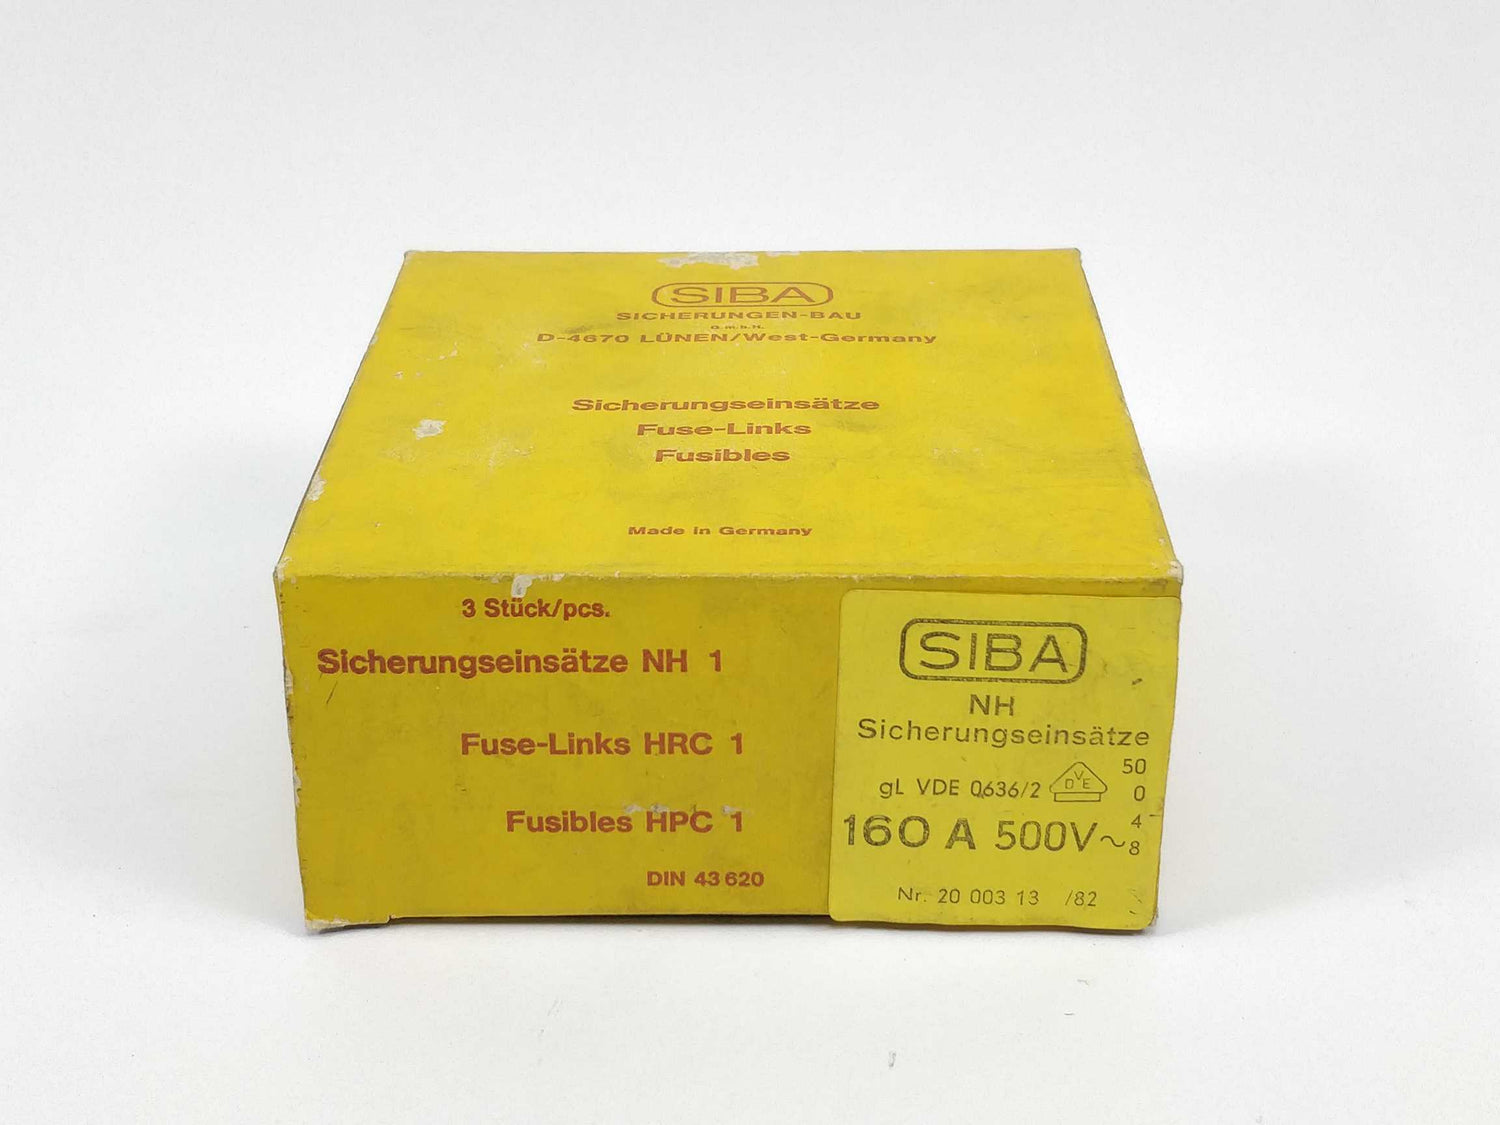 SIBA
SICHERUNGEN-BAU
G.m.b.H.
D-4670 LÜNEN/West-Germany
Sicherungseinsätze
Fuse-Links
Fusibles
Made in Germany
3 Stück/pcs.
Sicherungseinsätze NH 1
Fuse-Links HRC 1
Fusibles HPC 1
DIN 43620
SIBA
NH
Sicherungseinsätze
gL VDE 0636/2 VDE 50
0
160 A 500V~ 4
8
Nr. 20 003 13 /82